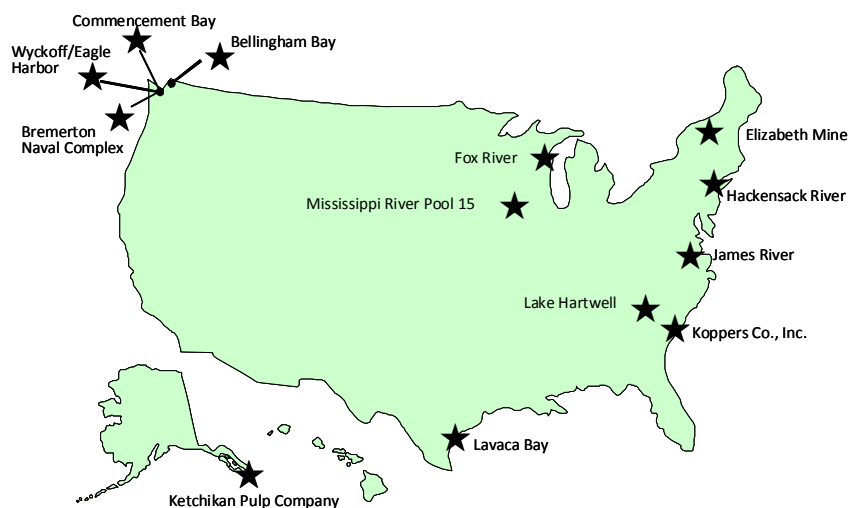 Commencement Bay
Bellingham Bay
Wyckoff/Eagle
Harbor
Bremerton
Naval Complex
Elizabeth Mine
Fox River
Hackensack River
Mississippi River Pool 15
James River
Lake Hartwell
Koppers Co., Inc.
Lavaca Bay
Ketchikan Pulp Company